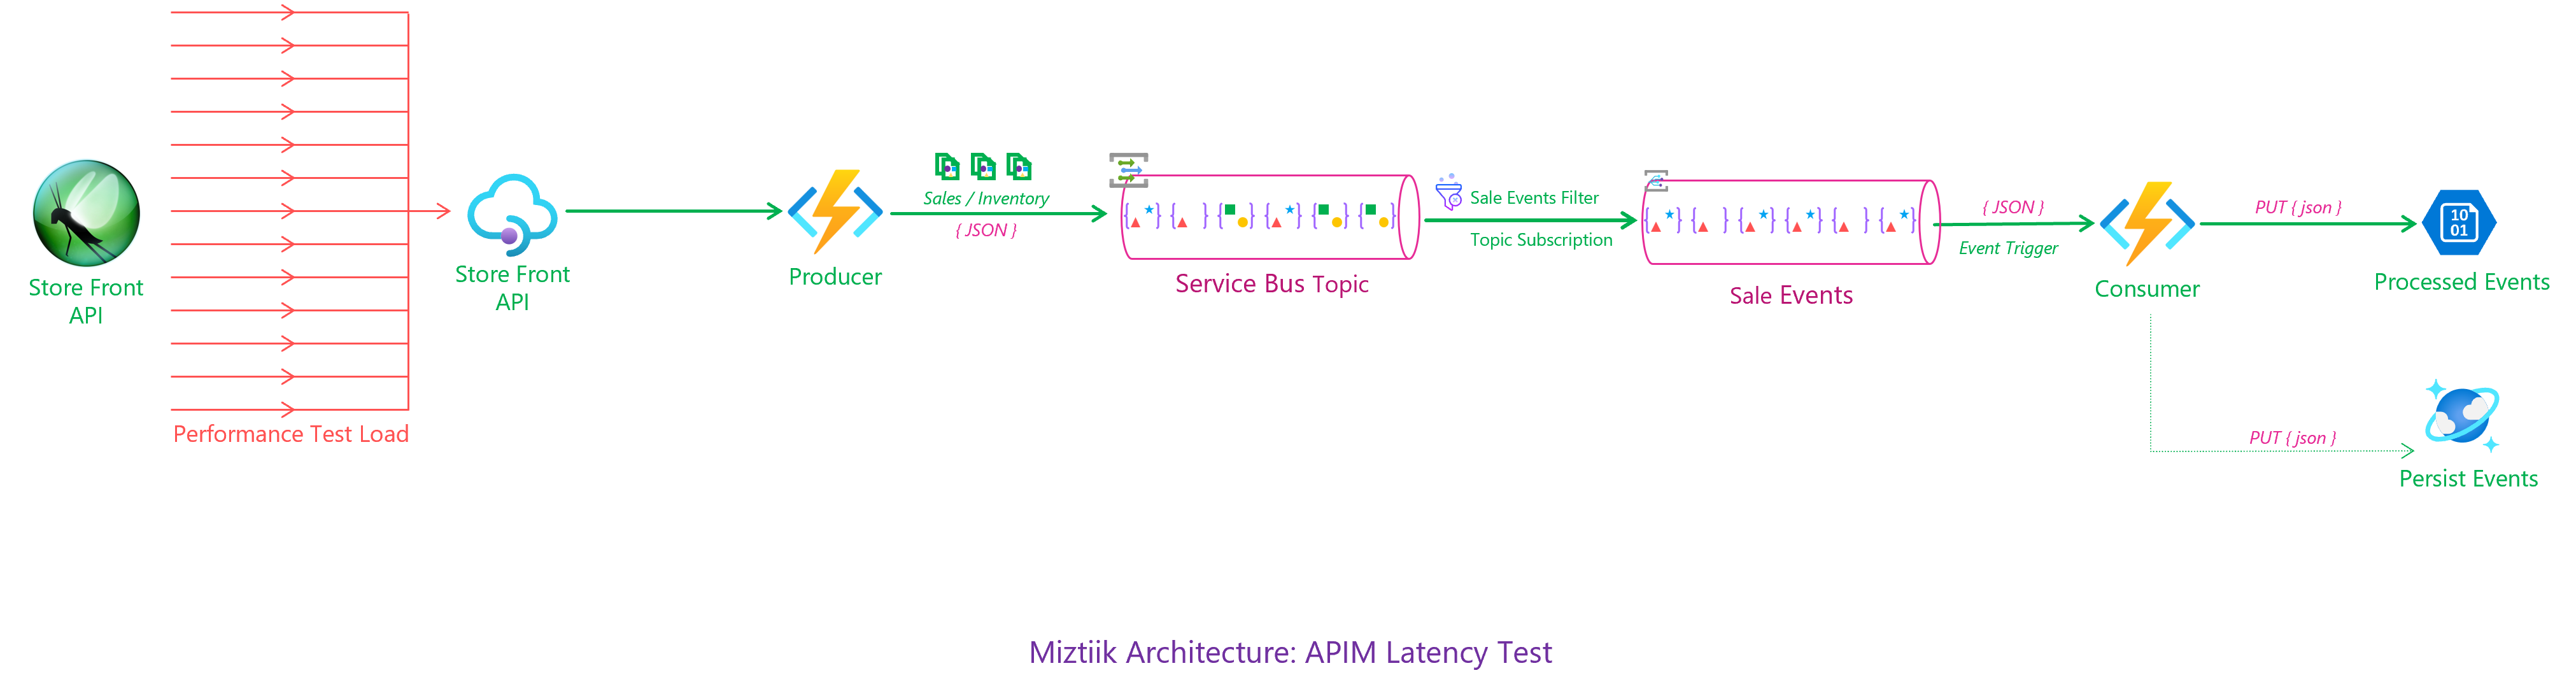 Store Front
API
Performance Test Load
Store Front
API
Producer
Sales / Inventory
{ JSON }
Service Bus Topic
Sale Events Filter
Topic Subscription
Sale Events
{ JSON }
Event Trigger
Consumer
PUT { json }
10
01
Processed Events
PUT { json }
Persist Events
Miztiik Architecture: APIM Latency Test